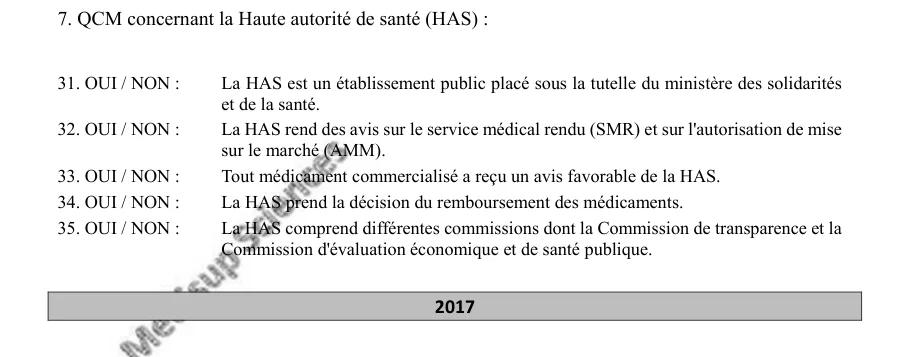 7. QCM concernant la Haute autorité de santé (HAS) :
31. OUI / NON : La HAS est un établissement public placé sous la tutelle du ministère des solidarités
et de la santé.
32. OUI / NON : La HAS rend des avis sur le service médical rendu (SMR) et sur l'autorisation de mise
sur le marché (AMM).
33. OUI / NON : Tout médicament commercialisé a reçu un avis favorable de la HAS.
34. OUI / NON : La HAS prend la décision du remboursement des médicaments.
35. OUI / NON : La HAS comprend différentes commissions dont la Commission de transparence et la
Commission d'évaluation économique et de santé publique.
Medisup Sciences
2017